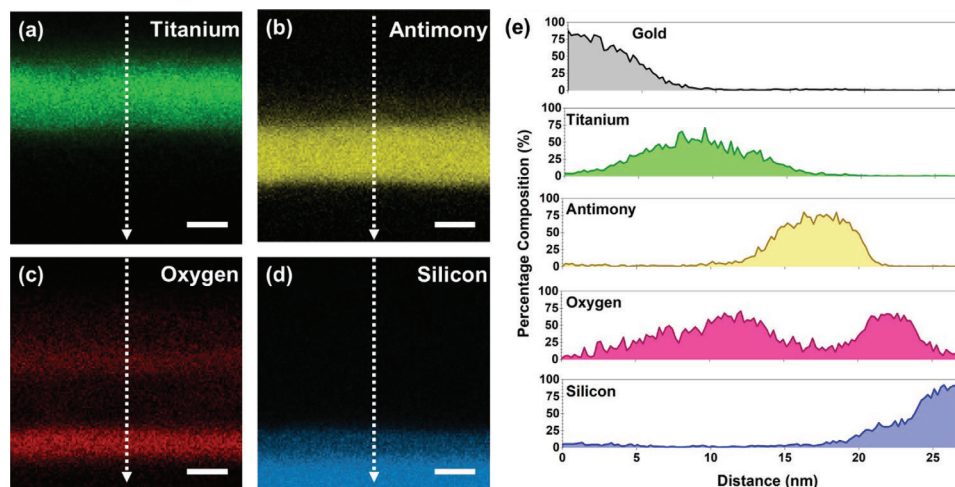 (a) Titanium
(b) Antimony
(c) Oxygen
(d) Silicon
(e)
Percentage Composition (%)
Gold
100
75
50
25
0
Titanium
100
75
50
25
0
Antimony
100
75
50
25
0
Oxygen
100
75
50
25
0
Silicon
100
75
50
25
0
0 5 10 15 20 25
Distance (nm)